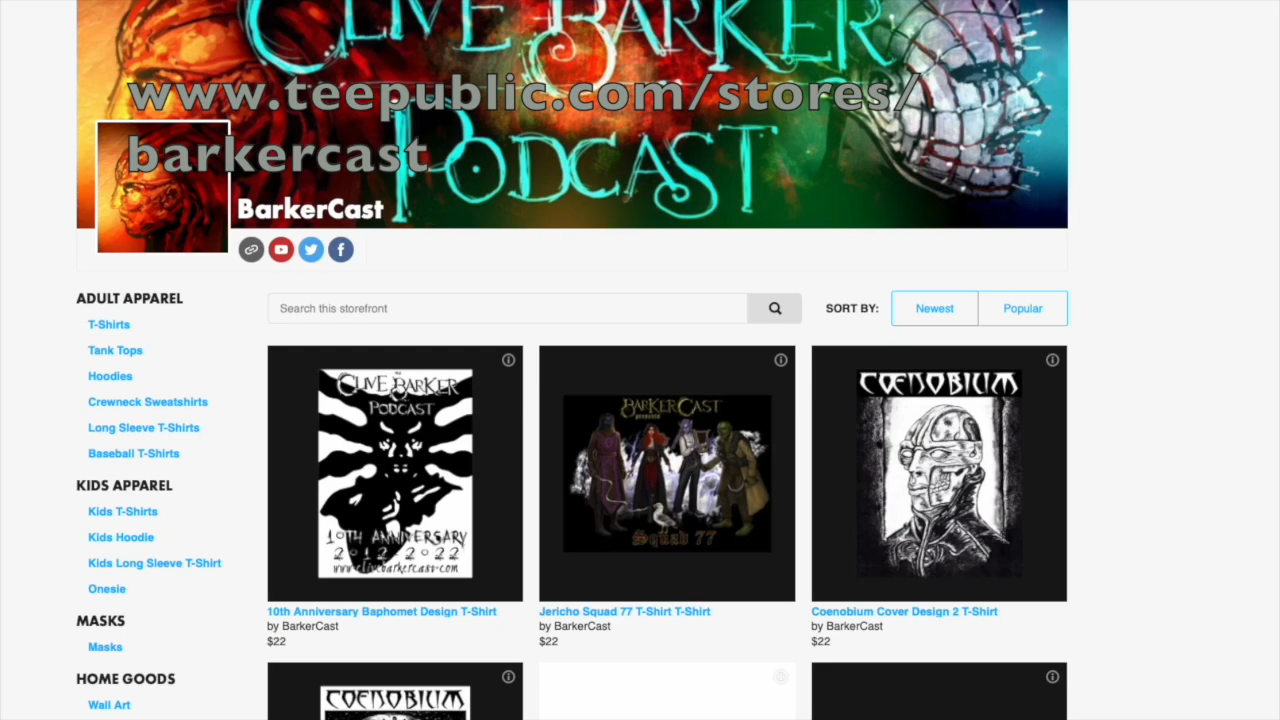 CLIVE BARKER
PODCAST
www.teepublic.com/stores/
barkercast
BarkerCast
ADULT APPAREL
T-Shirts
Tank Tops
Hoodies
Crewneck Sweatshirts
Long Sleeve T-Shirts
Baseball T-Shirts
KIDS APPAREL
Kids T-Shirts
Kids Hoodie
Kids Long Sleeve T-Shirt
Onesie
MASKS
Masks
HOME GOODS
Wall Art
Search this storefront
SORT BY:
Newest
Popular
THE
CLIVE BARKER
PODCAST
10TH ANNIVERSARY
2012-2022
www.clivebarkercast.com
10th Anniversary Baphomet Design T-Shirt
by BarkerCast
$22
BARKERCAST
presents
Squad 77
Jericho Squad 77 T-Shirt T-Shirt
by BarkerCast
$22
CŒNOBIUM
Coenobium Cover Design 2 T-Shirt
by BarkerCast
$22
CŒNOBIUM